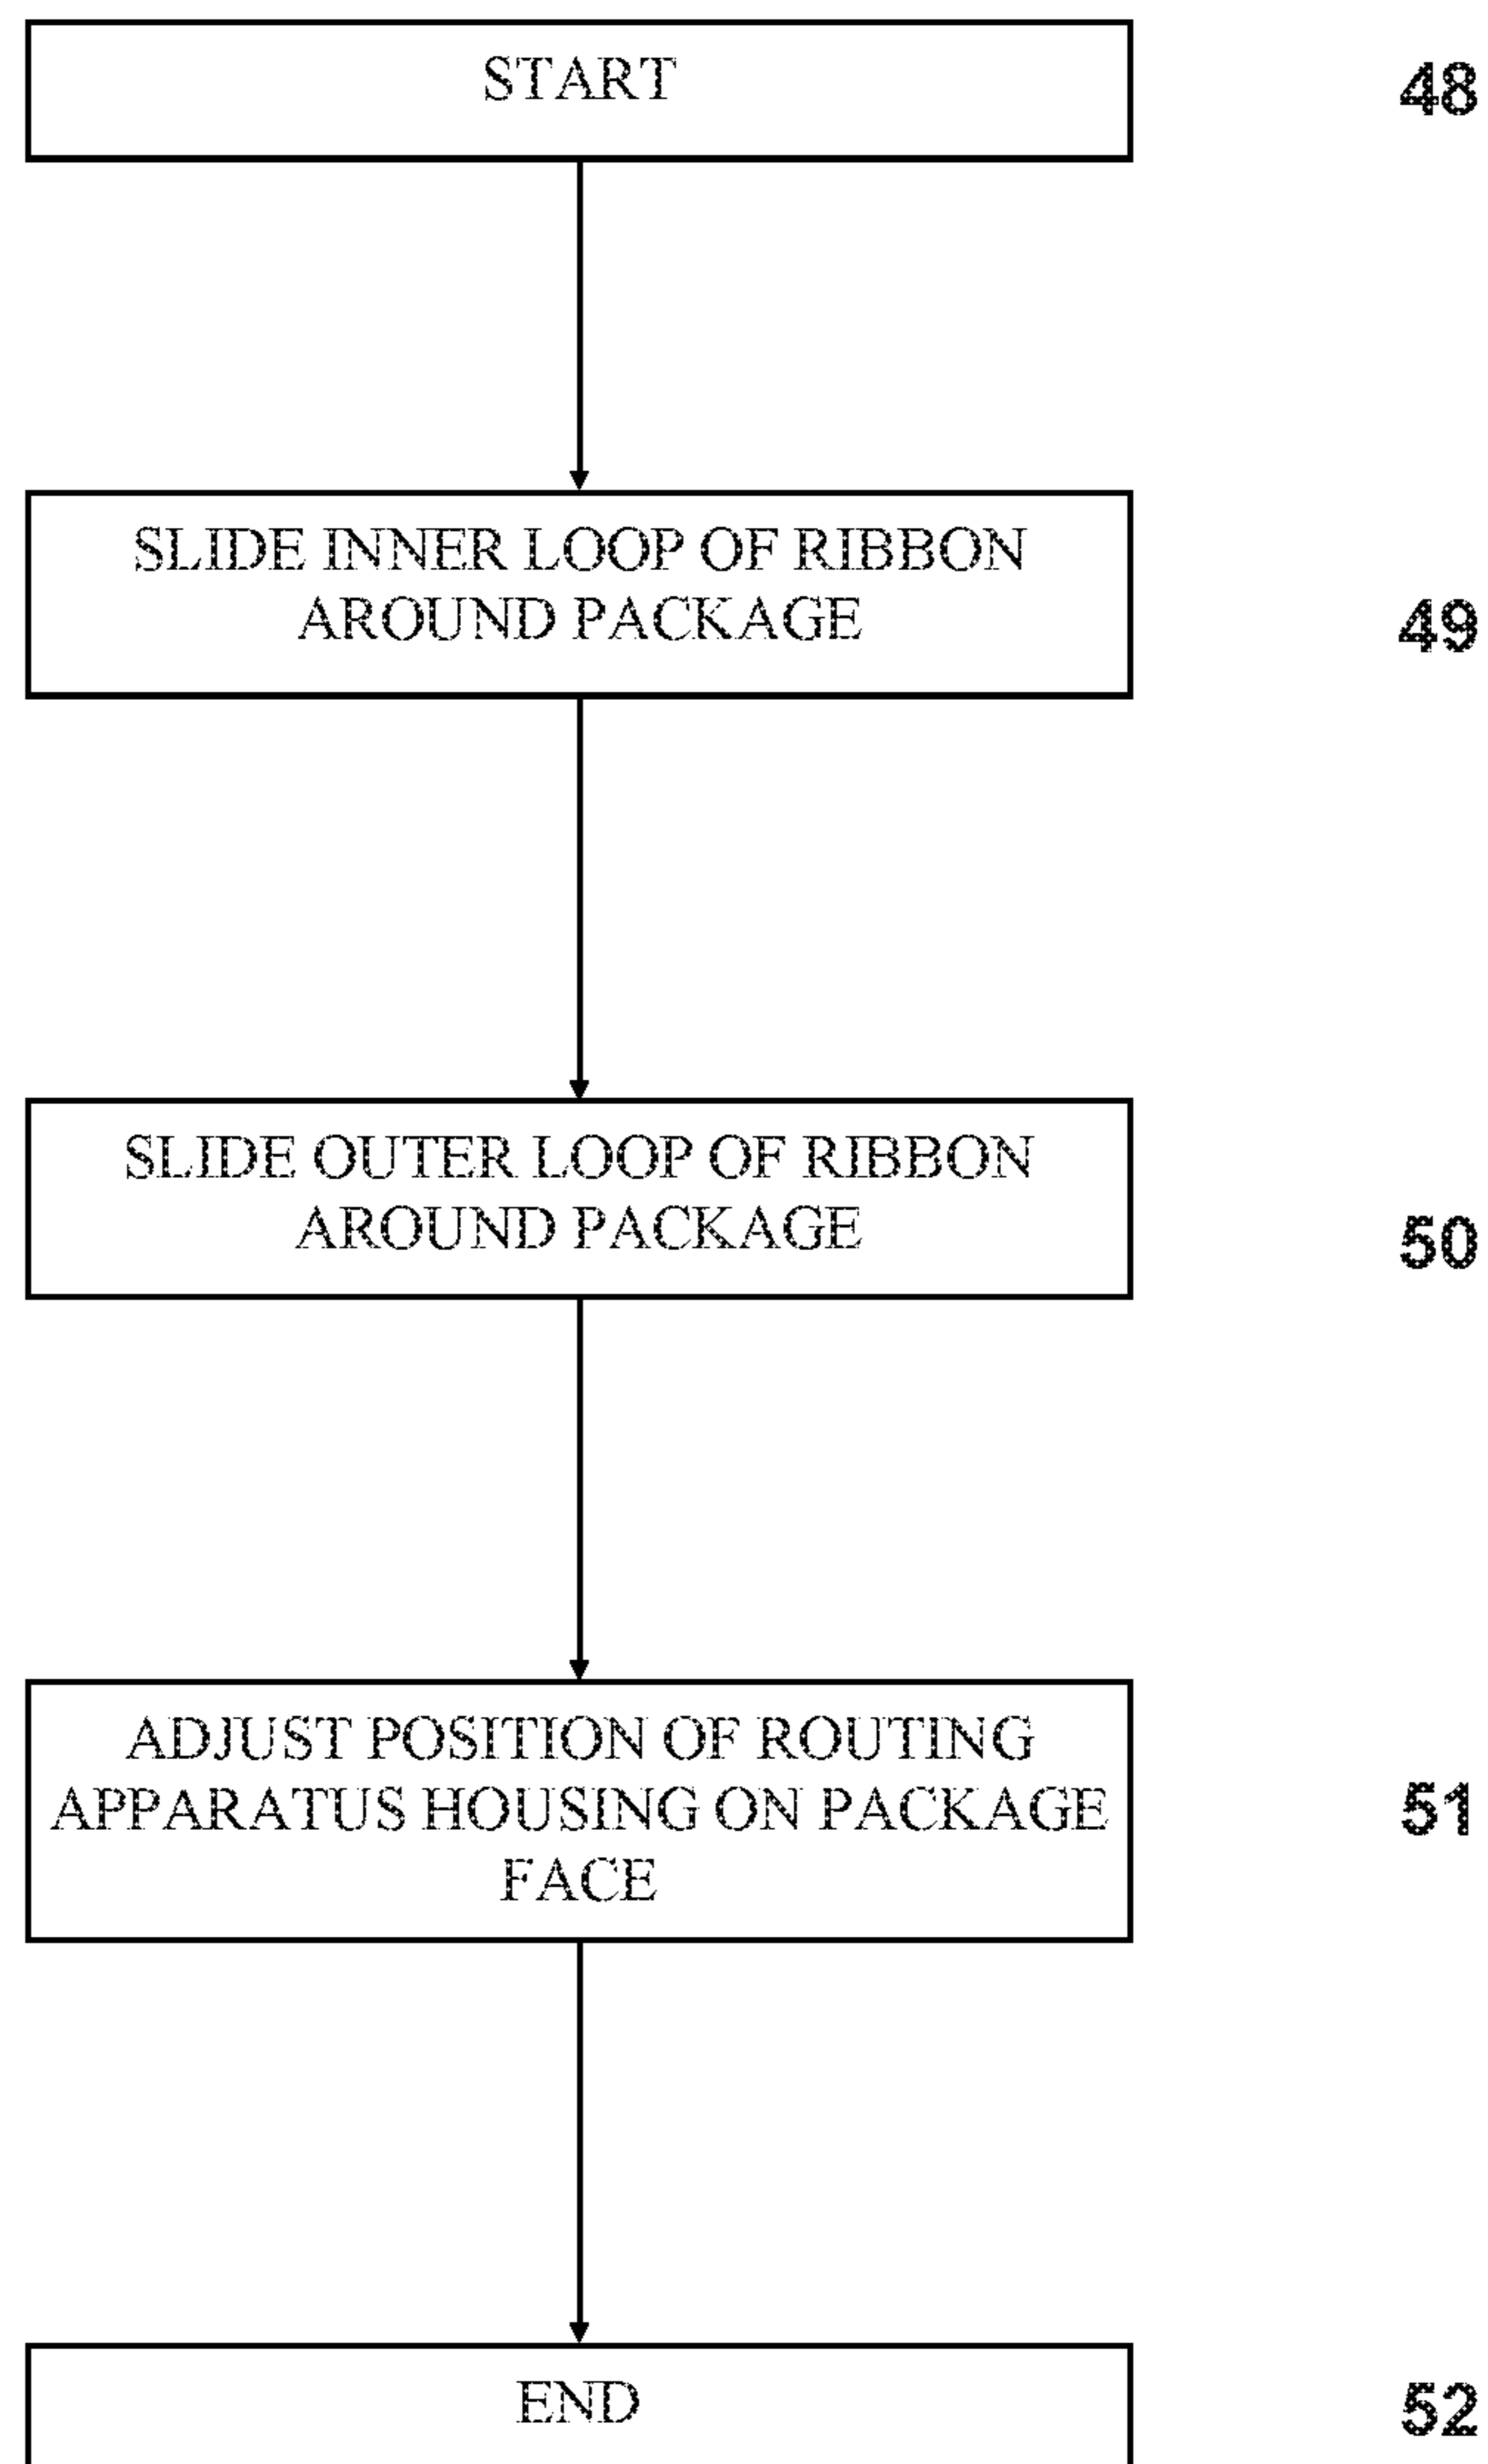 START
48
SLIDE INNER LOOP OF RIBBON
AROUND PACKAGE
49
SLIDE OUTER LOOP OF RIBBON
AROUND PACKAGE
50
ADJUST POSITION OF ROUTING
APPARATUS HOUSING ON PACKAGE
FACE
51
END
52